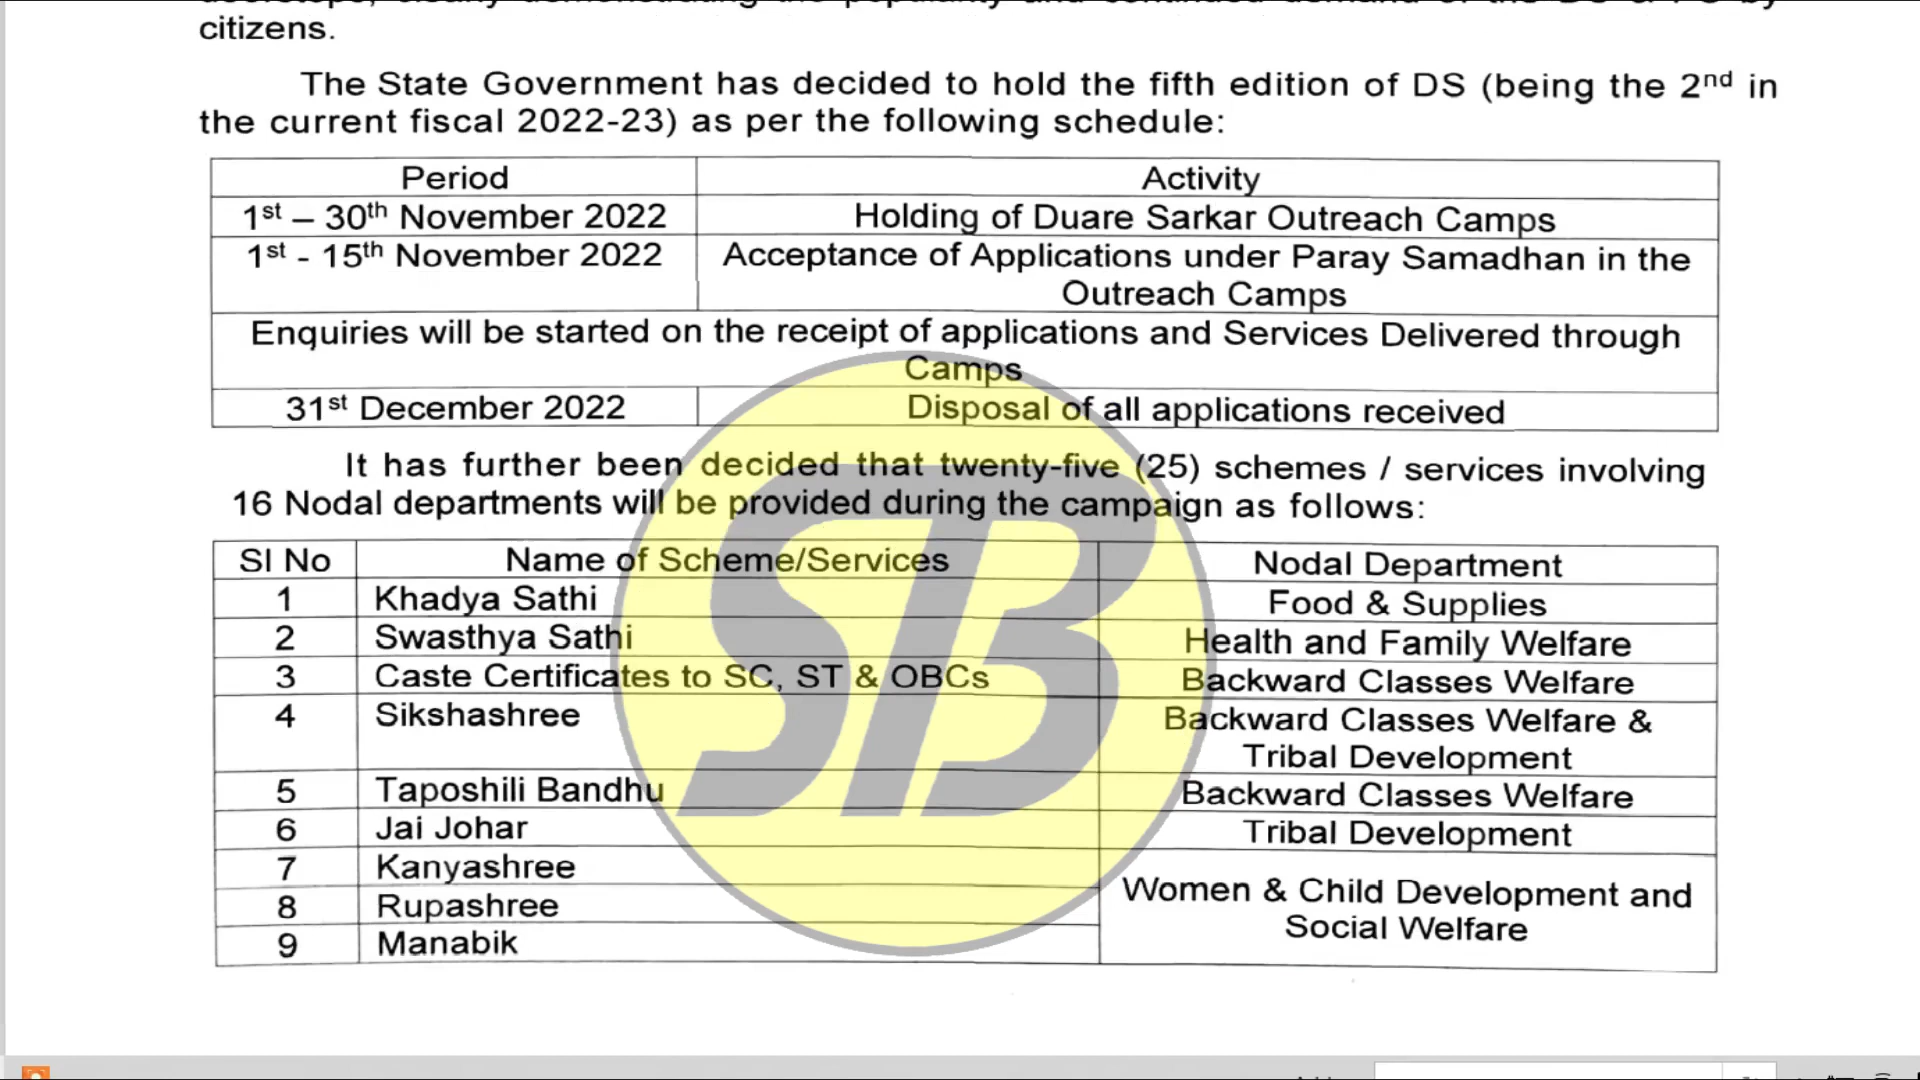 citizens.
The State Government has decided to hold the fifth edition of DS (being the 2nd in
the current fiscal 2022-23) as per the following schedule:
Period Activity
1st – 30th November 2022 Holding of Duare Sarkar Outreach Camps
1st - 15th November 2022 Acceptance of Applications under Paray Samadhan in the
Outreach Camps
Enquiries will be started on the receipt of applications and Services Delivered through
Camps
31st December 2022 Disposal of all applications received
It has further been decided that twenty-five (25) schemes / services involving
16 Nodal departments will be provided during the campaign as follows:
SI No Name of Scheme/Services Nodal Department
1 Khadya Sathi Food & Supplies
2 Swasthya Sathi Health and Family Welfare
3 Caste Certificates to SC, ST & OBCs Backward Classes Welfare
4 Sikshashree Backward Classes Welfare &
Tribal Development
5 Taposhili Bandhu Backward Classes Welfare
6 Jai Johar Tribal Development
7 Kanyashree
8 Rupashree Women & Child Development and
Social Welfare
9 Manabik
STB